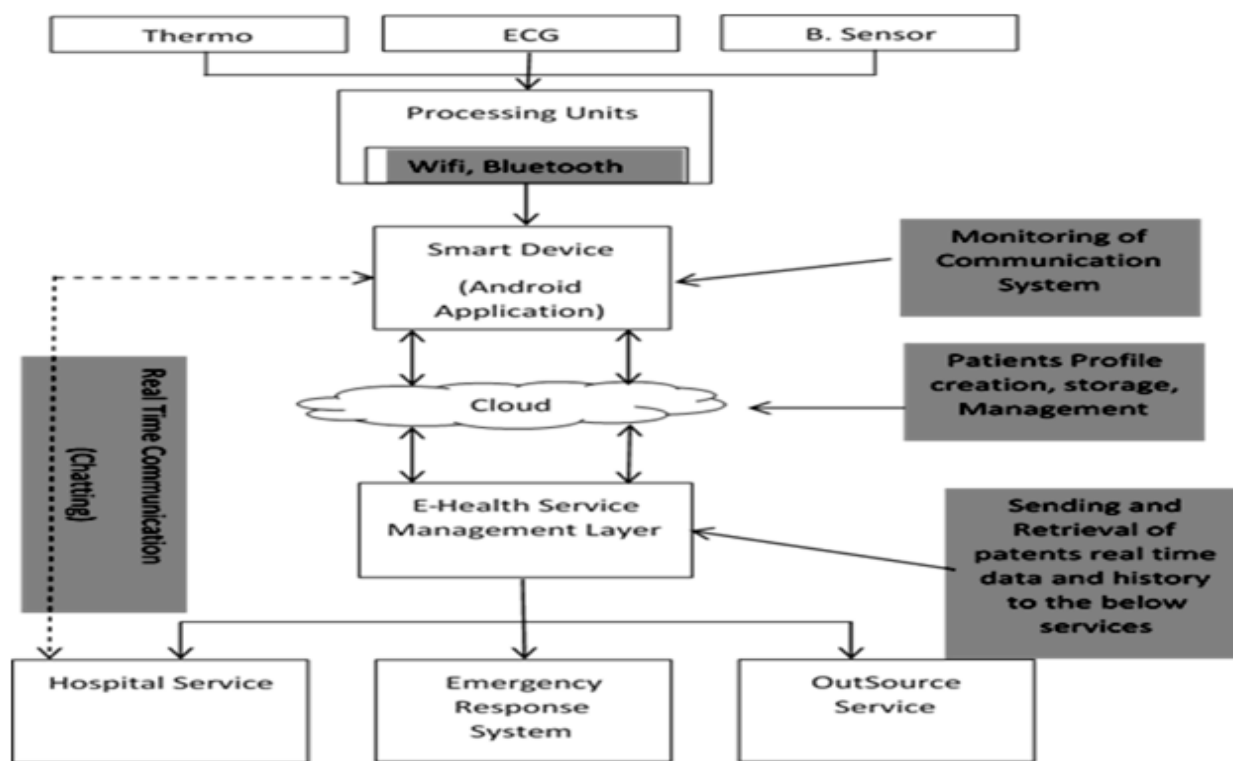 Thermo
ECG
B. Sensor
Processing Units
Wifi, Bluetooth
Smart Device
(Android
Application)
Monitoring of
Communication
System
Patients Profile
creation, storage,
Management
Cloud
Real Time Communication
(Chatting)
E-Health Service
Management Layer
Sending and
Retrieval of
patents real time
data and history
to the below
services
Hospital Service
Emergency
Response
System
OutSource
Service